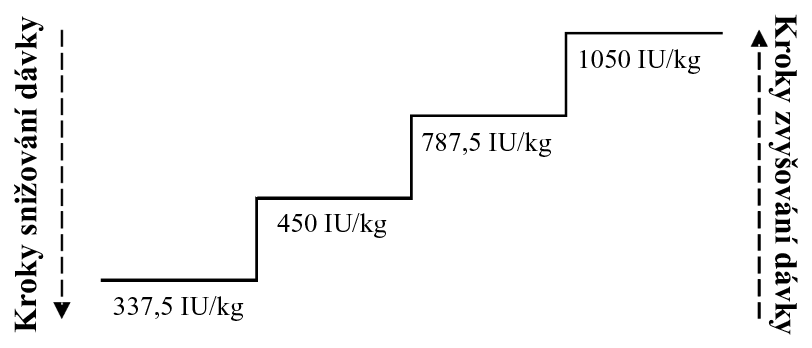 Kroky snižování dávky
1050 IU/kg
787,5 IU/kg
450 IU/kg
337,5 IU/kg
Kroky zvyšování dávky